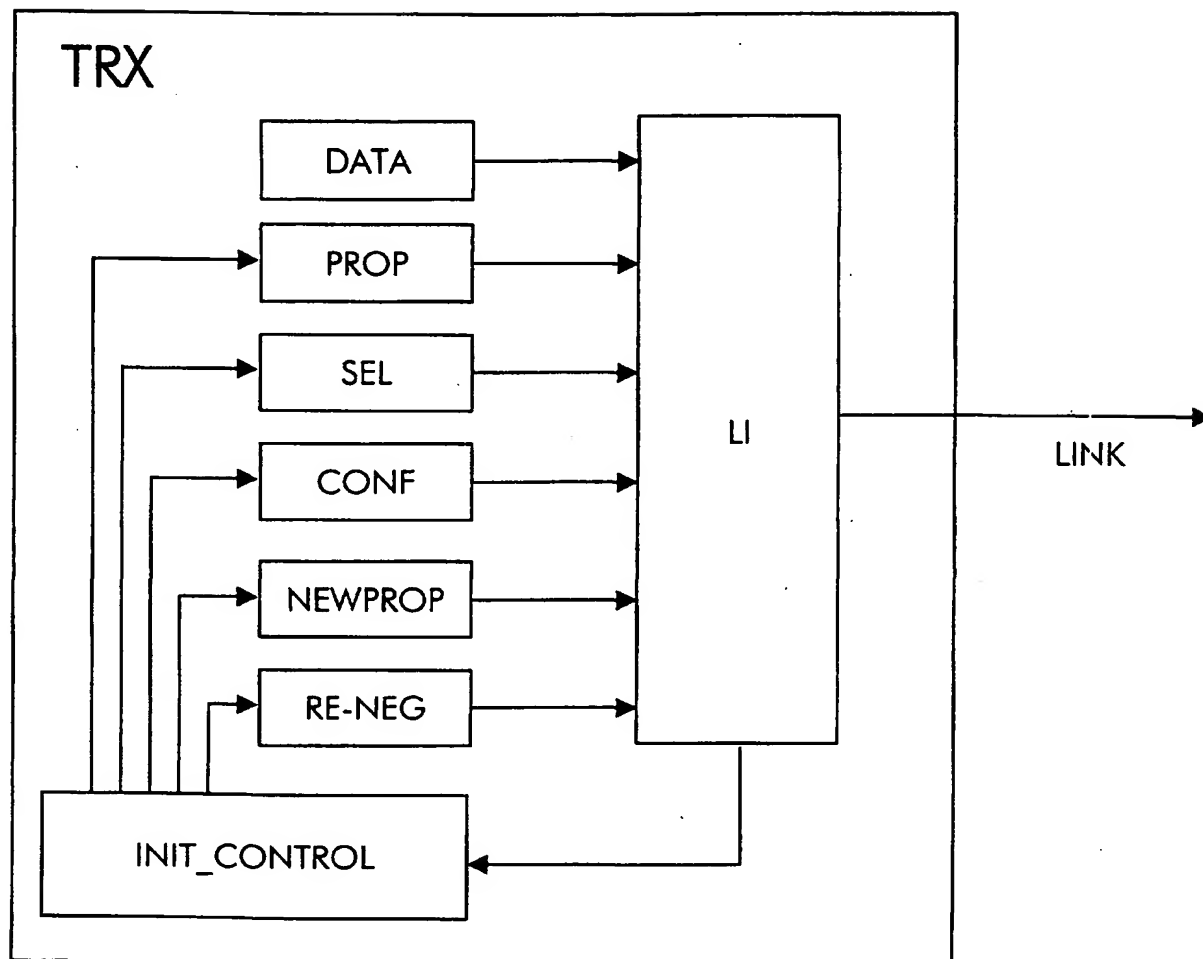 TRX
DATA
PROP
SEL
CONF
NEWPROP
RE-NEG
INIT_CONTROL
LI
LINK